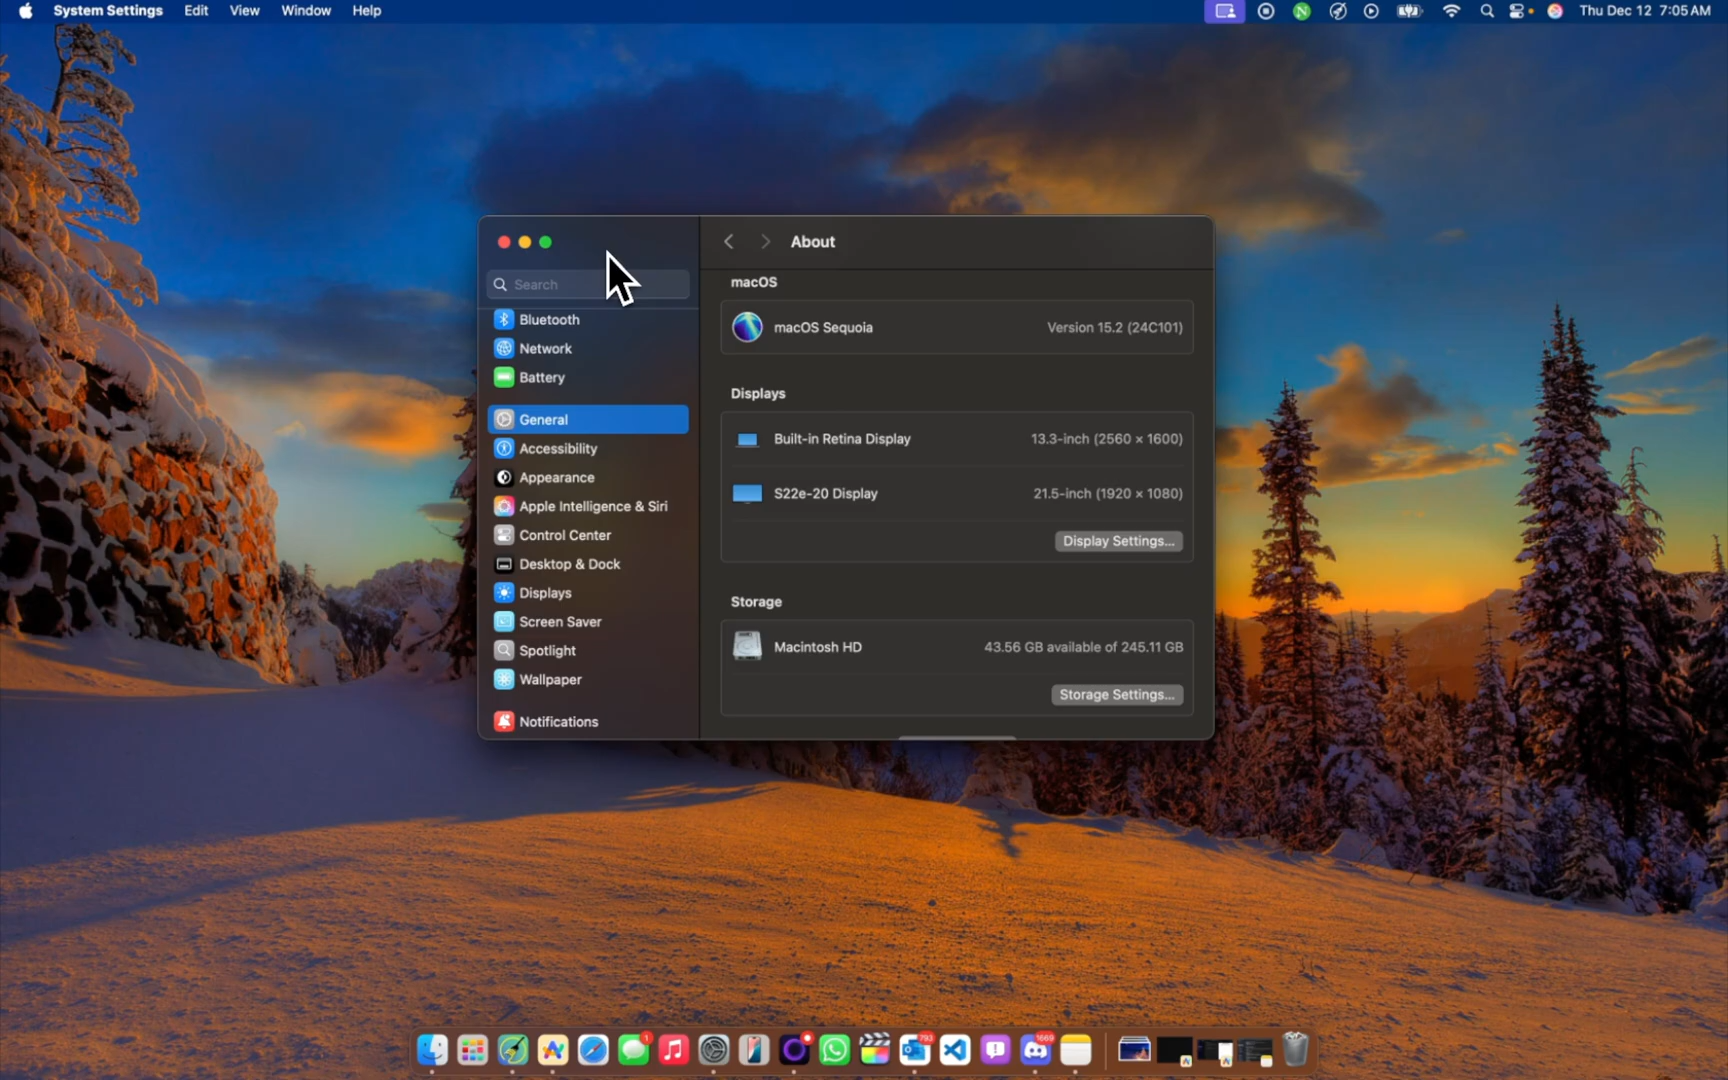 System Settings Edit View Window Help Thu Dec 12 7:05 AM
About
Search
Bluetooth
Network
Battery
General
Accessibility
Appearance
Apple Intelligence & Siri
Control Center
Desktop & Dock
Displays
Screen Saver
Spotlight
Wallpaper
Notifications
macOS
macOS Sequoia Version 15.2 (24C101)
Displays
Built-in Retina Display 13.3-inch (2560 × 1600)
S22e-20 Display 21.5-inch (1920 × 1080)
Display Settings...
Storage
Macintosh HD 43.56 GB available of 245.11 GB
Storage Settings...
1 793 1669